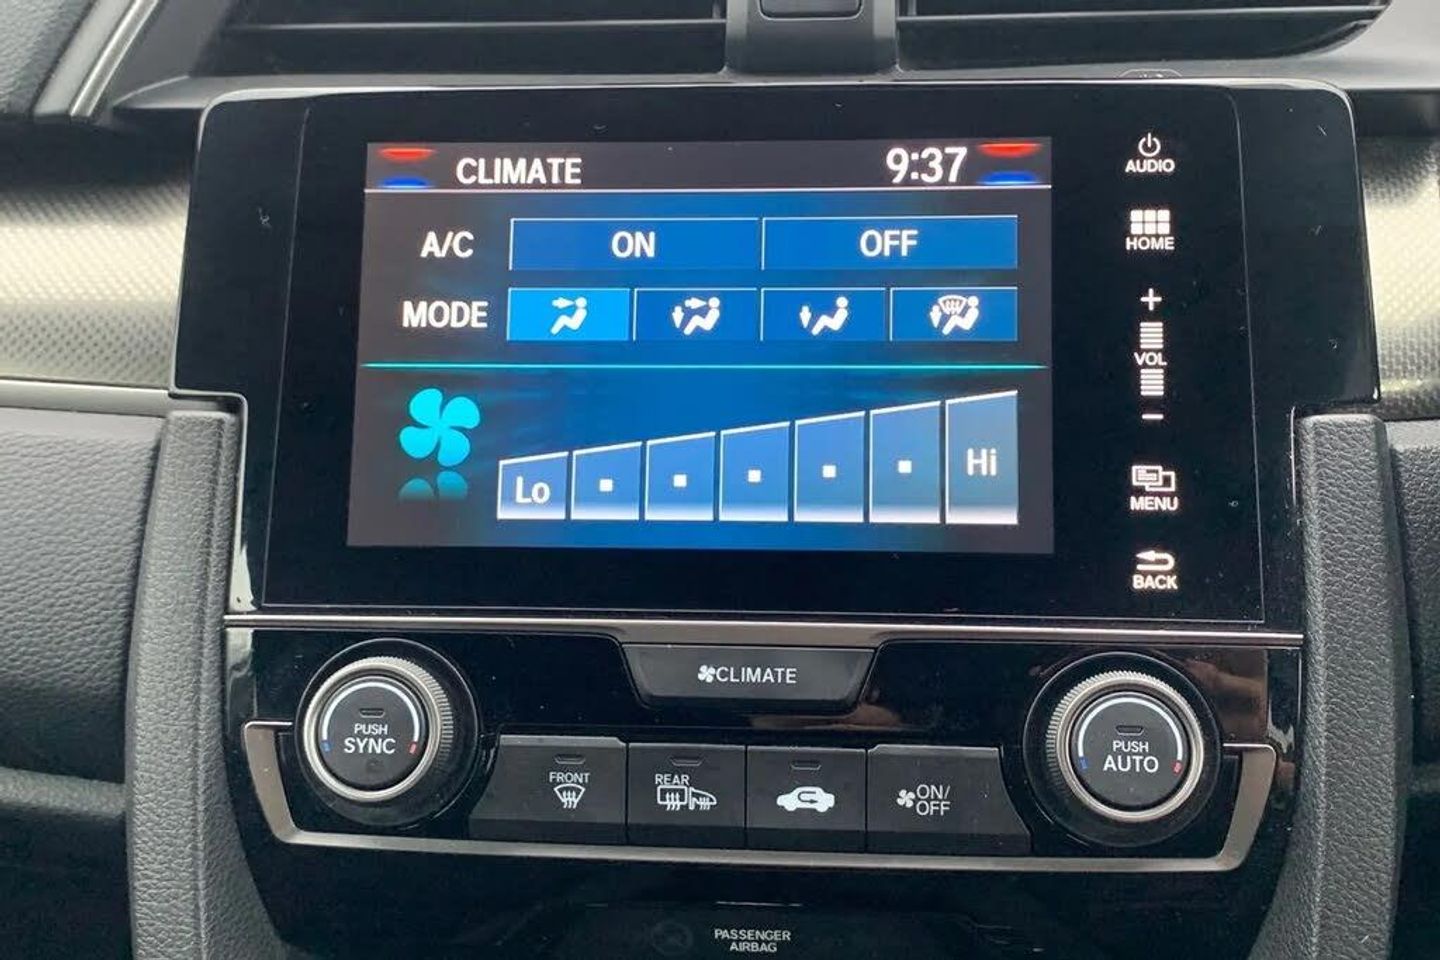 CLIMATE 9:37
A/C ON OFF
MODE
Lo Hi
AUDIO
HOME
+
VOL
-
MENU
BACK
CLIMATE
PUSH
SYNC
FRONT
REAR
ON/
OFF
PUSH
AUTO
PASSENGER
AIRBAG